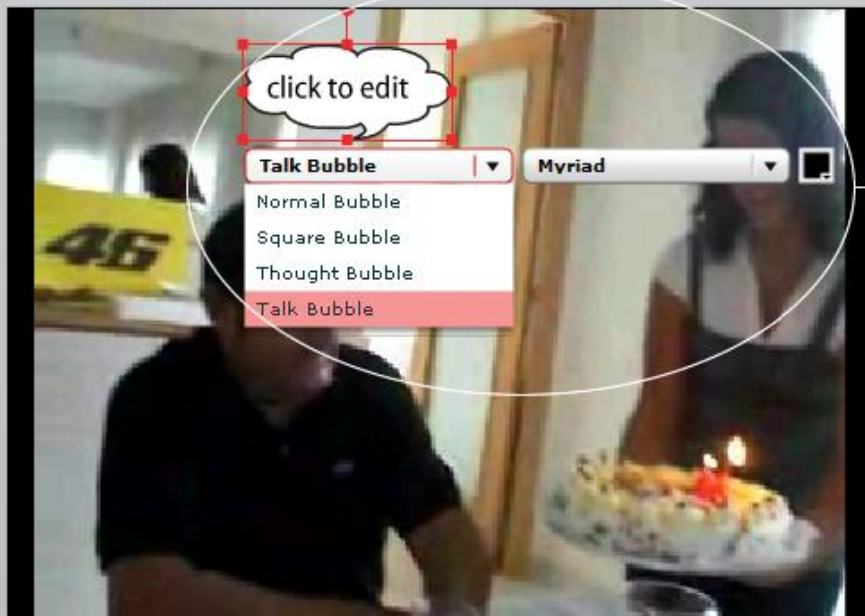 click to edit
Talk Bubble
Myriad
Normal Bubble
Square Bubble
Thought Bubble
Talk Bubble
46